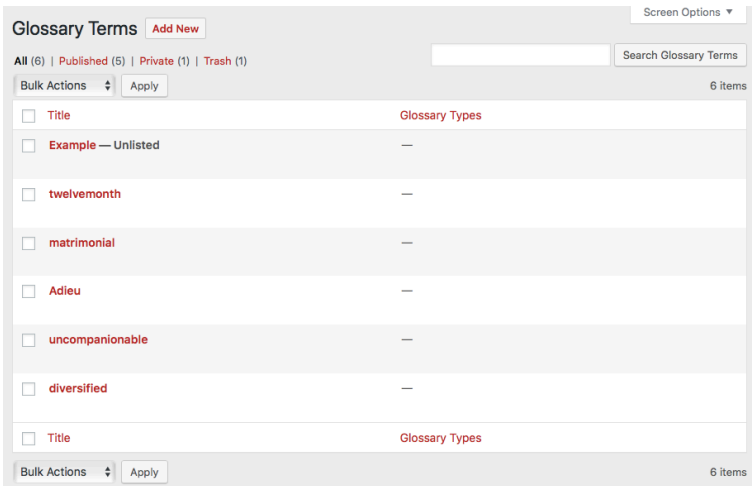 Screen Options ▼
Glossary Terms Add New
All (6) | Published (5) | Private (1) | Trash (1)
Search Glossary Terms
Bulk Actions Apply
6 items
Title Glossary Types
Example — Unlisted —
twelvemonth —
matrimonial —
Adieu —
uncompanionable —
diversified —
Title Glossary Types
Bulk Actions Apply
6 items